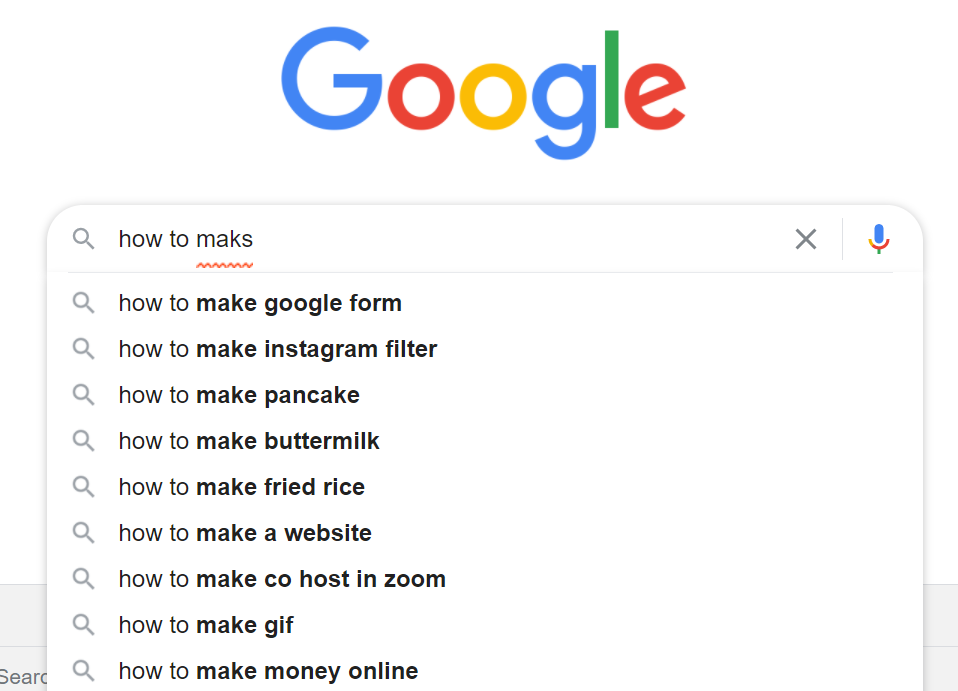 Google
how to maks
how to make google form
how to make instagram filter
how to make pancake
how to make buttermilk
how to make fried rice
how to make a website
how to make co host in zoom
how to make gif
how to make money online